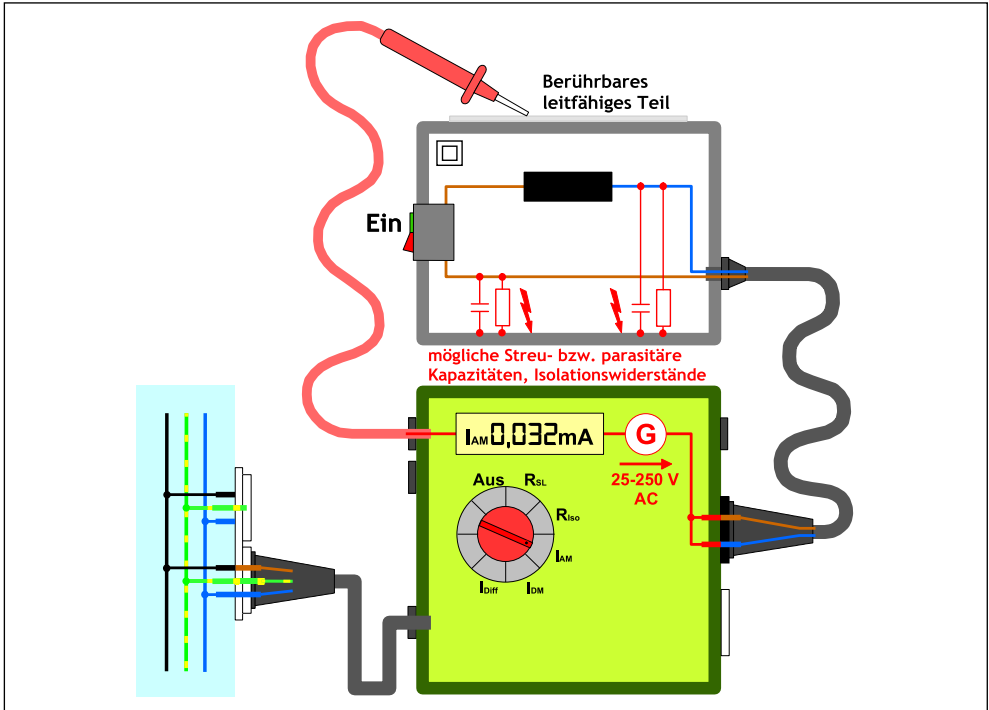 Berührbares
leitfähiges Teil
Ein
mögliche Streu- bzw. parasitäre
Kapazitäten, Isolationswiderstände
IAM 0,032mA
G
25-250 V
AC
Aus
RSL
RIso
IAM
IDM
IDiff